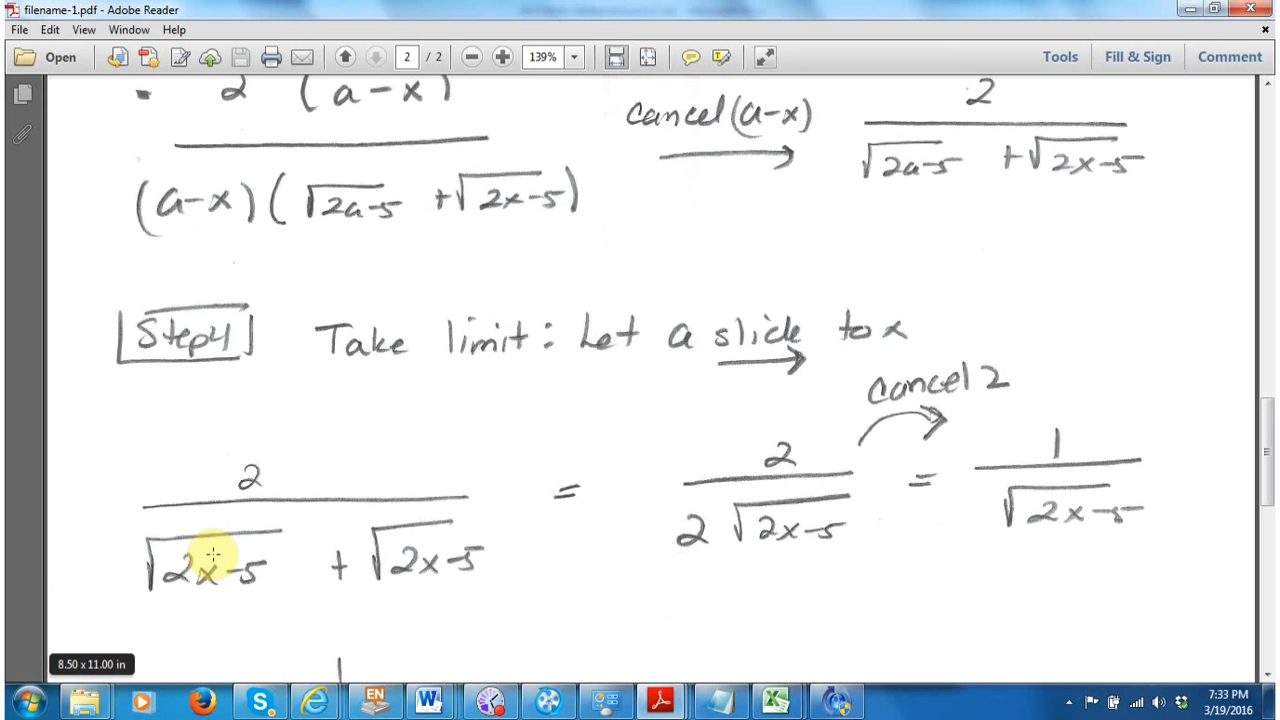 filename-1.pdf - Adobe Reader
File Edit View Window Help
Open 2 / 2 139% Tools Fill & Sign Comment
= 2 (a-x)
(a-x)(√2a-5 +√2x-5)
cancel(a-x)
2
√2a-5 +√2x-5
Step4 Take limit: Let a slide to x
cancel 2
2
√2x-5 + √2x-5
=
2
2 √2x-5
=
1
√2x-5
8.50 x 11.00 in
EN
7:33 PM
3/19/2016